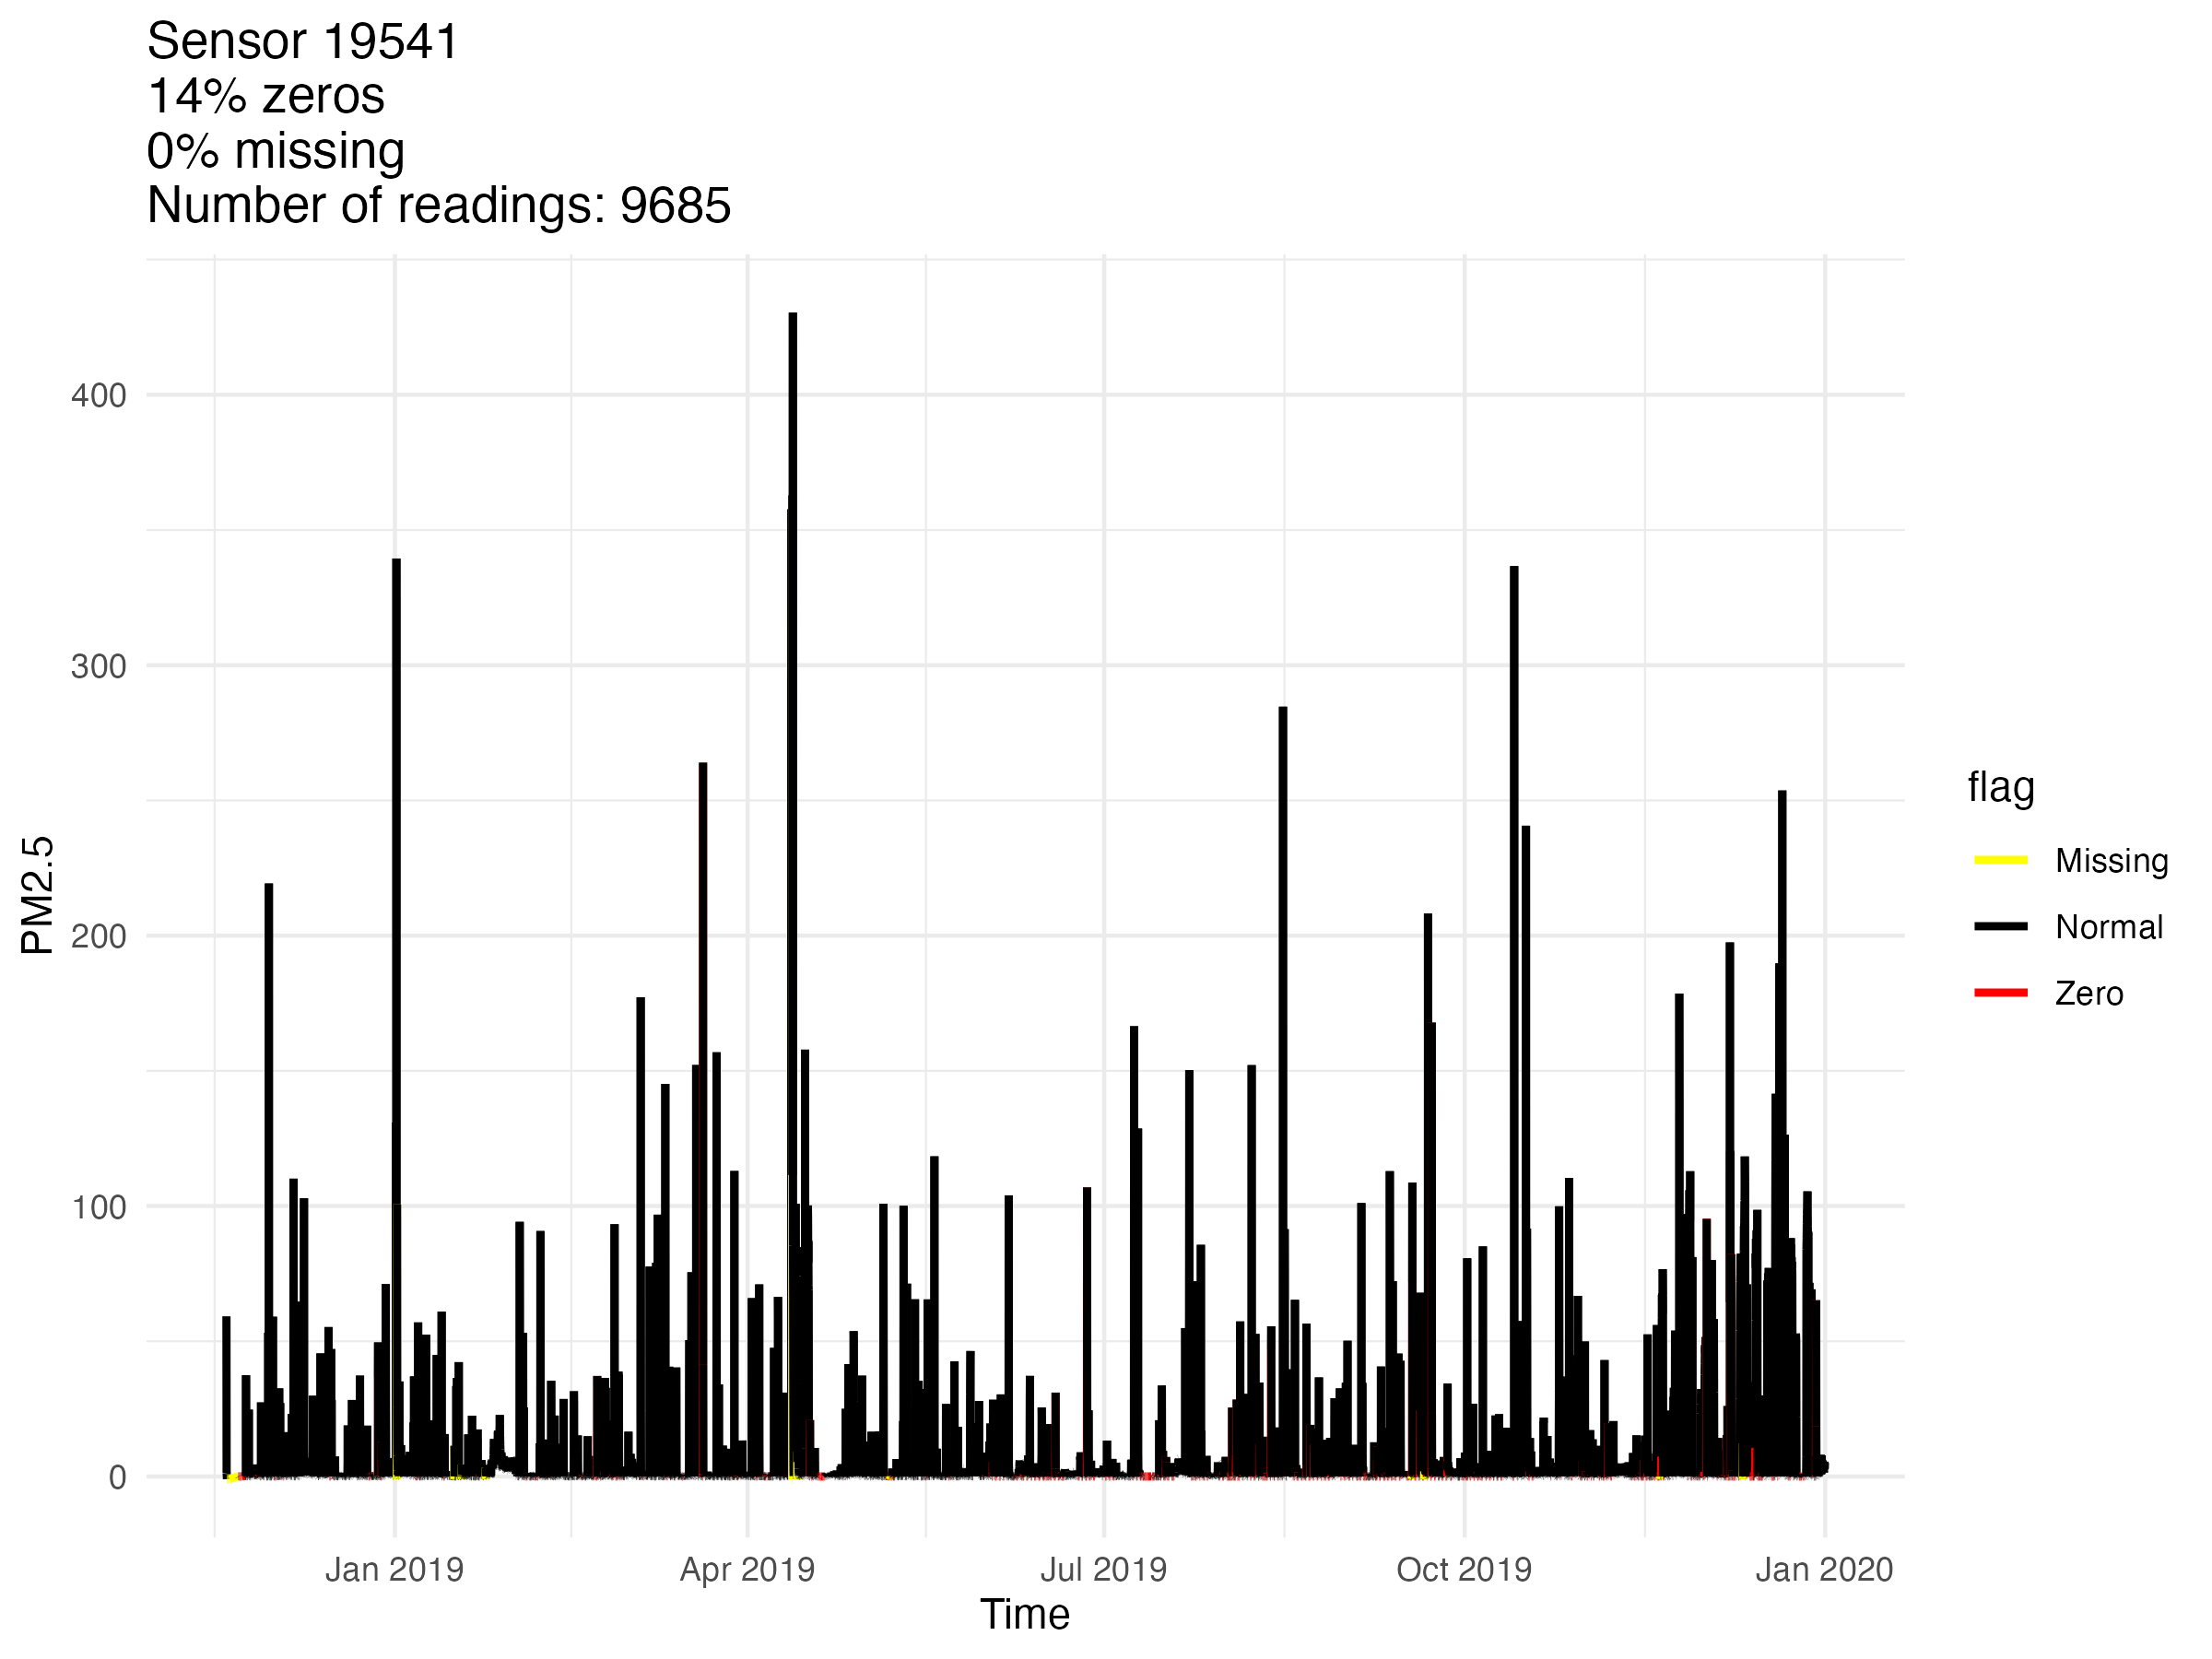 Sensor 19541
14% zeros
0% missing
Number of readings: 9685
400
300
200
100
0
PM2.5
Jan 2019
Apr 2019
Jul 2019
Oct 2019
Jan 2020
Time
flag
Missing
Normal
Zero